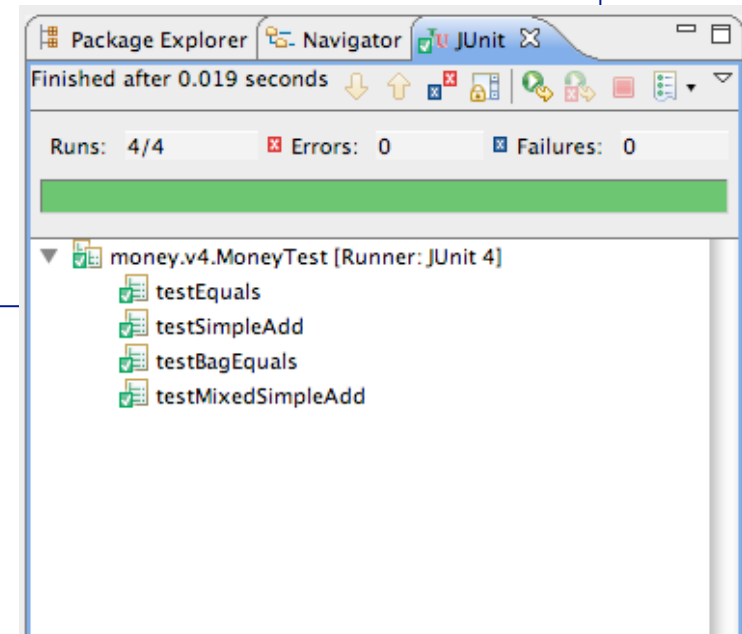 Package Explorer Navigator JUnit
Finished after 0.019 seconds
Runs: 4/4 Errors: 0 Failures: 0
money.v4.MoneyTest [Runner: JUnit 4]
testEquals
testSimpleAdd
testBagEquals
testMixedSimpleAdd